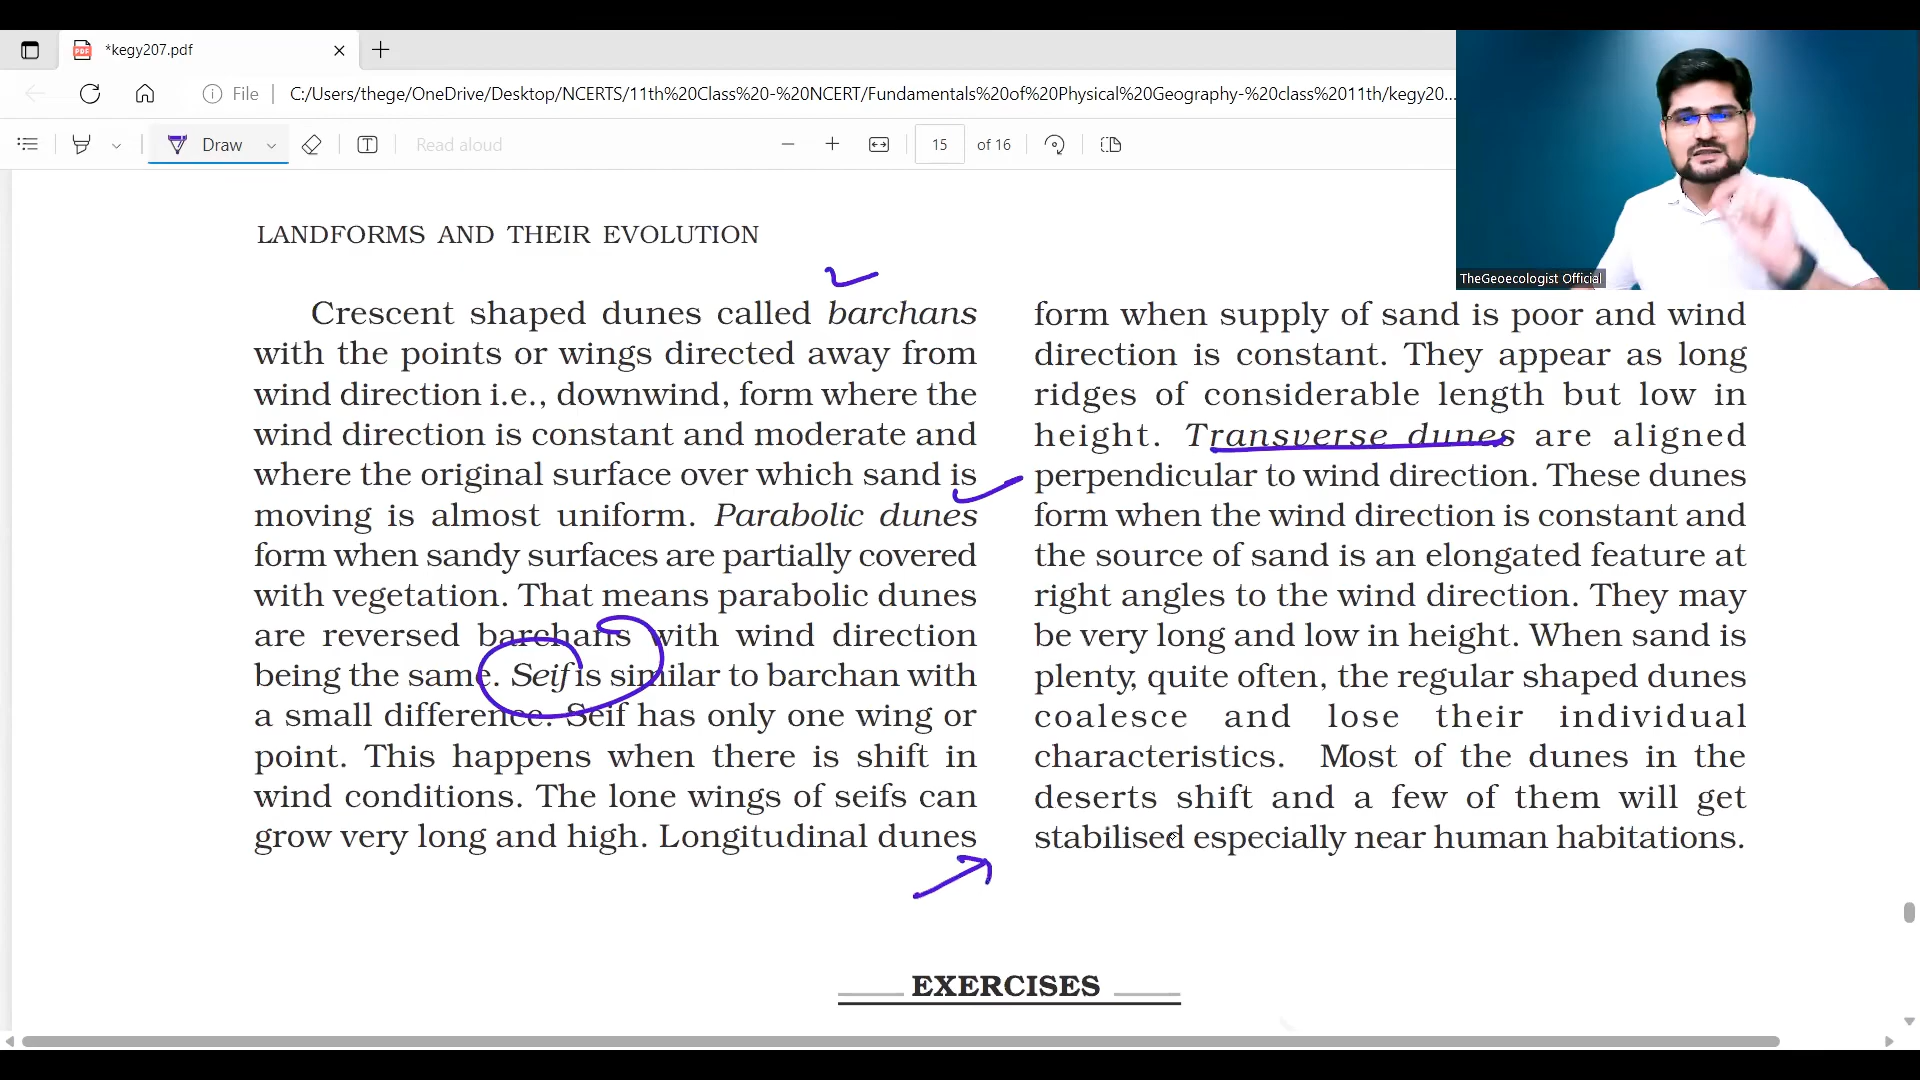 *kegy207.pdf
File
C:/Users/thege/OneDrive/Desktop/NCERTS/11th%20Class%20-%20NCERT/Fundamentals%20of%20Physical%20Geography-%20class%2011th/kegy20...
Draw
Read aloud
15 of 16
TheGeoecologist Official
LANDFORMS AND THEIR EVOLUTION
Crescent shaped dunes called barchans
with the points or wings directed away from
wind direction i.e., downwind, form where the
wind direction is constant and moderate and
where the original surface over which sand is
moving is almost uniform. Parabolic dunes
form when sandy surfaces are partially covered
with vegetation. That means parabolic dunes
are reversed barchans with wind direction
being the same. Seif is similar to barchan with
a small difference. Seif has only one wing or
point. This happens when there is shift in
wind conditions. The lone wings of seifs can
grow very long and high. Longitudinal dunes
form when supply of sand is poor and wind
direction is constant. They appear as long
ridges of considerable length but low in
height. Transverse dunes are aligned
perpendicular to wind direction. These dunes
form when the wind direction is constant and
the source of sand is an elongated feature at
right angles to the wind direction. They may
be very long and low in height. When sand is
plenty, quite often, the regular shaped dunes
coalesce and lose their individual
characteristics. Most of the dunes in the
deserts shift and a few of them will get
stabilised especially near human habitations.
EXERCISES